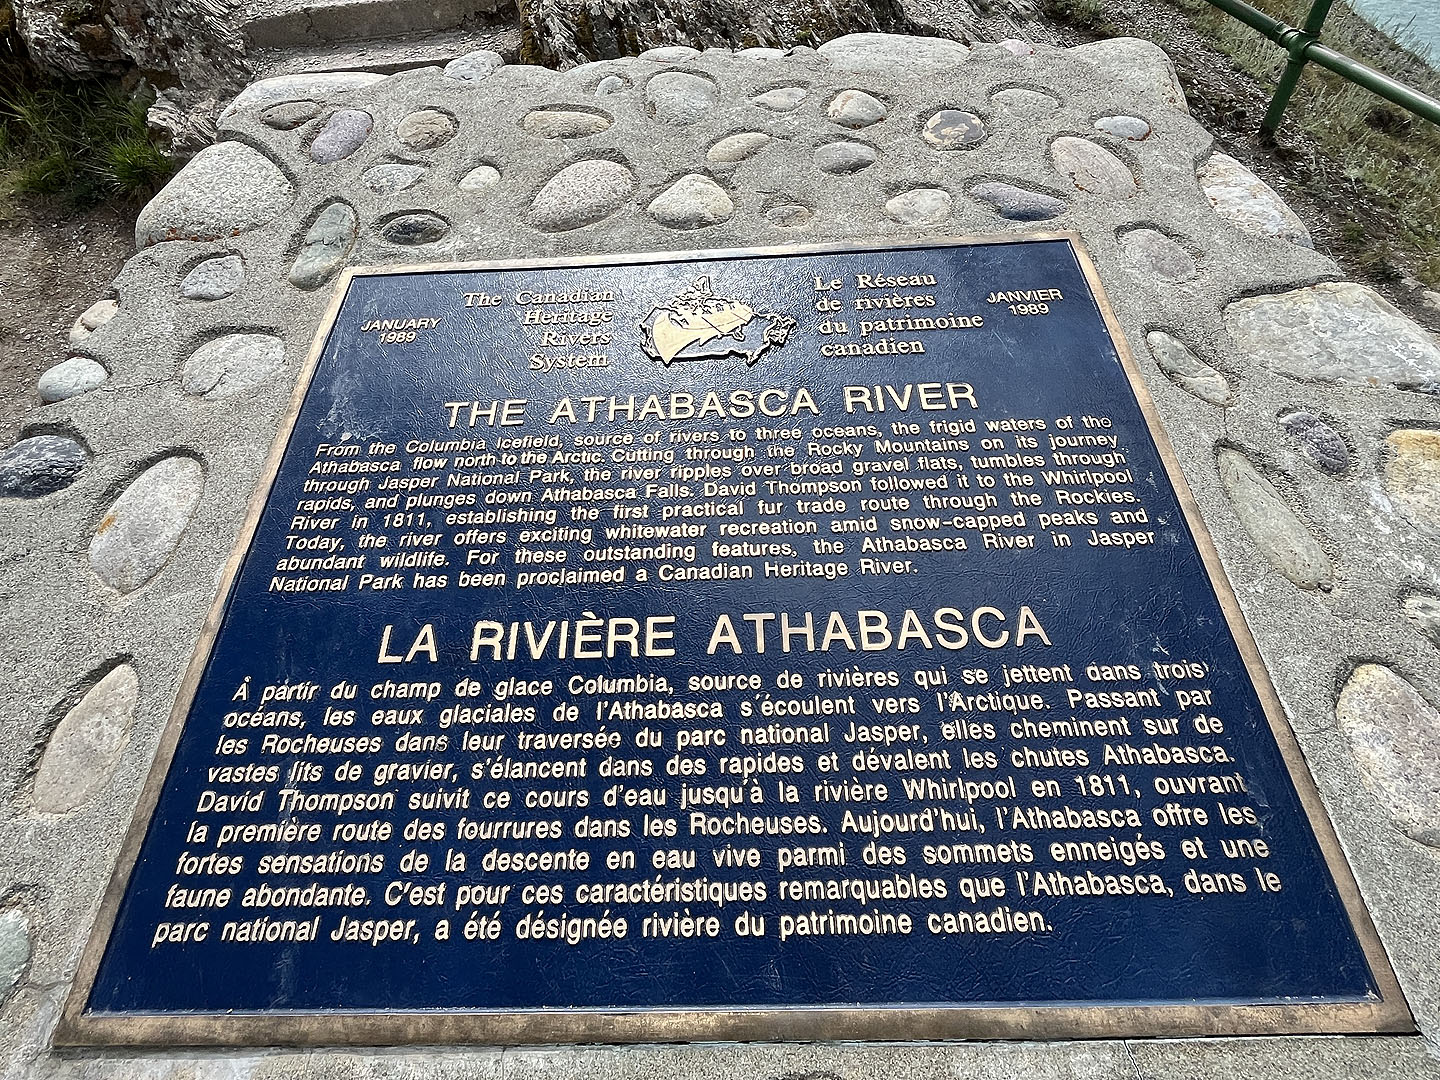 JANUARY
1989
The Canadian
Heritage
Rivers
System
Le Réseau
de rivières
du patrimoine
canadien
JANVIER
1989
THE ATHABASCA RIVER
From the Columbia Icefield, source of rivers to three oceans, the frigid waters of the
Athabasca flow north to the Arctic. Cutting through the Rocky Mountains on its journey
through Jasper National Park, the river ripples over broad gravel flats, tumbles through
rapids, and plunges down Athabasca Falls. David Thompson followed it to the Whirlpool
River in 1811, establishing the first practical fur trade route through the Rockies.
Today, the river offers exciting whitewater recreation amid snow-capped peaks and
abundant wildlife. For these outstanding features, the Athabasca River in Jasper
National Park has been proclaimed a Canadian Heritage River.
LA RIVIÈRE ATHABASCA
À partir du champ de glace Columbia, source de rivières qui se jettent dans trois
océans, les eaux glaciales de l'Athabasca s'écoulent vers l'Arctique. Passant par
les Rocheuses dans leur traversée du parc national Jasper, elles cheminent sur de
vastes lits de gravier, s'élancent dans des rapides et dévalent les chutes Athabasca.
David Thompson suivit ce cours d'eau jusqu'à la rivière Whirlpool en 1811, ouvrant
la première route des fourrures dans les Rocheuses. Aujourd'hui, l'Athabasca offre les
fortes sensations de la descente en eau vive parmi des sommets enneigés et une
faune abondante. C'est pour ces caractéristiques remarquables que l'Athabasca, dans le
parc national Jasper, a été désignée rivière du patrimoine canadien.